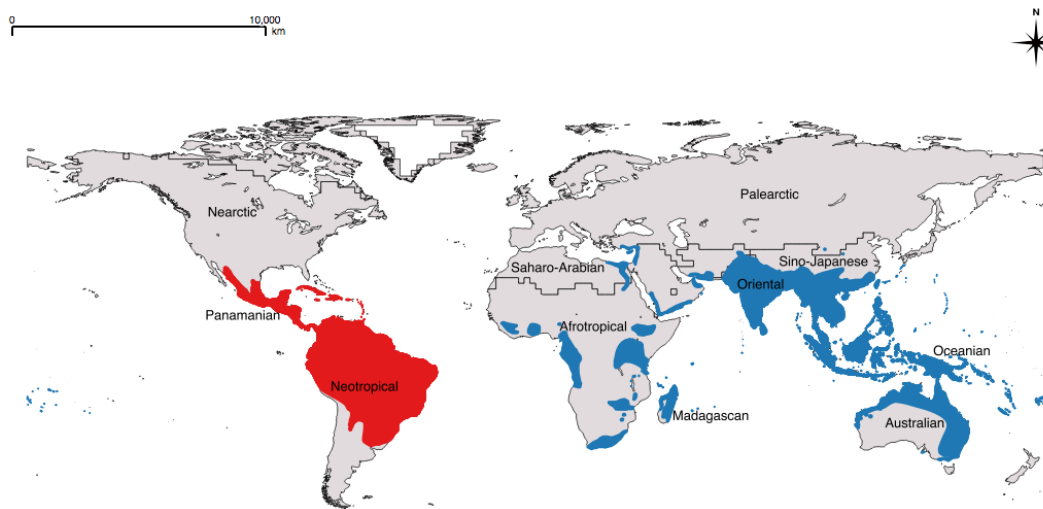 0 10,000
km
N
Nearctic
Palearctic
Saharo-Arabian
Sino-Japanese
Oriental
Panamanian
Afrotropical
Oceanian
Neotropical
Madagascan
Australian